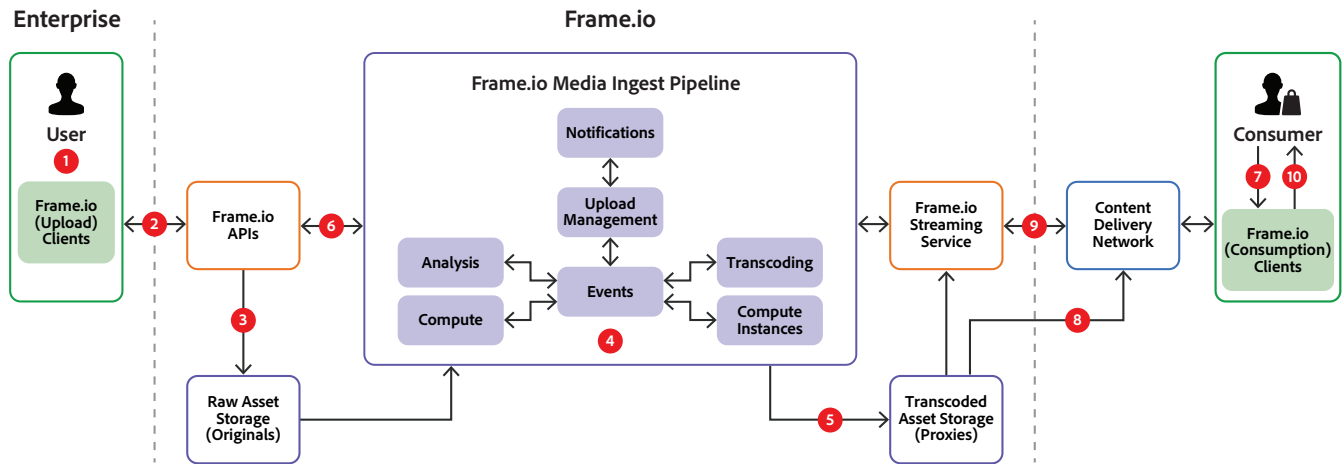 Enterprise
Frame.io
User
1
Frame.io
(Upload)
Clients
2
Frame.io
APIs
3
Raw Asset
Storage
(Originals)
6
Frame.io Media Ingest Pipeline
Notifications
Upload
Management
Analysis
Transcoding
Events
Compute
Compute
Instances
4
5
Frame.io
Streaming
Service
Transcoded
Asset Storage
(Proxies)
9
8
Content
Delivery
Network
Consumer
7
10
Frame.io
(Consumption)
Clients